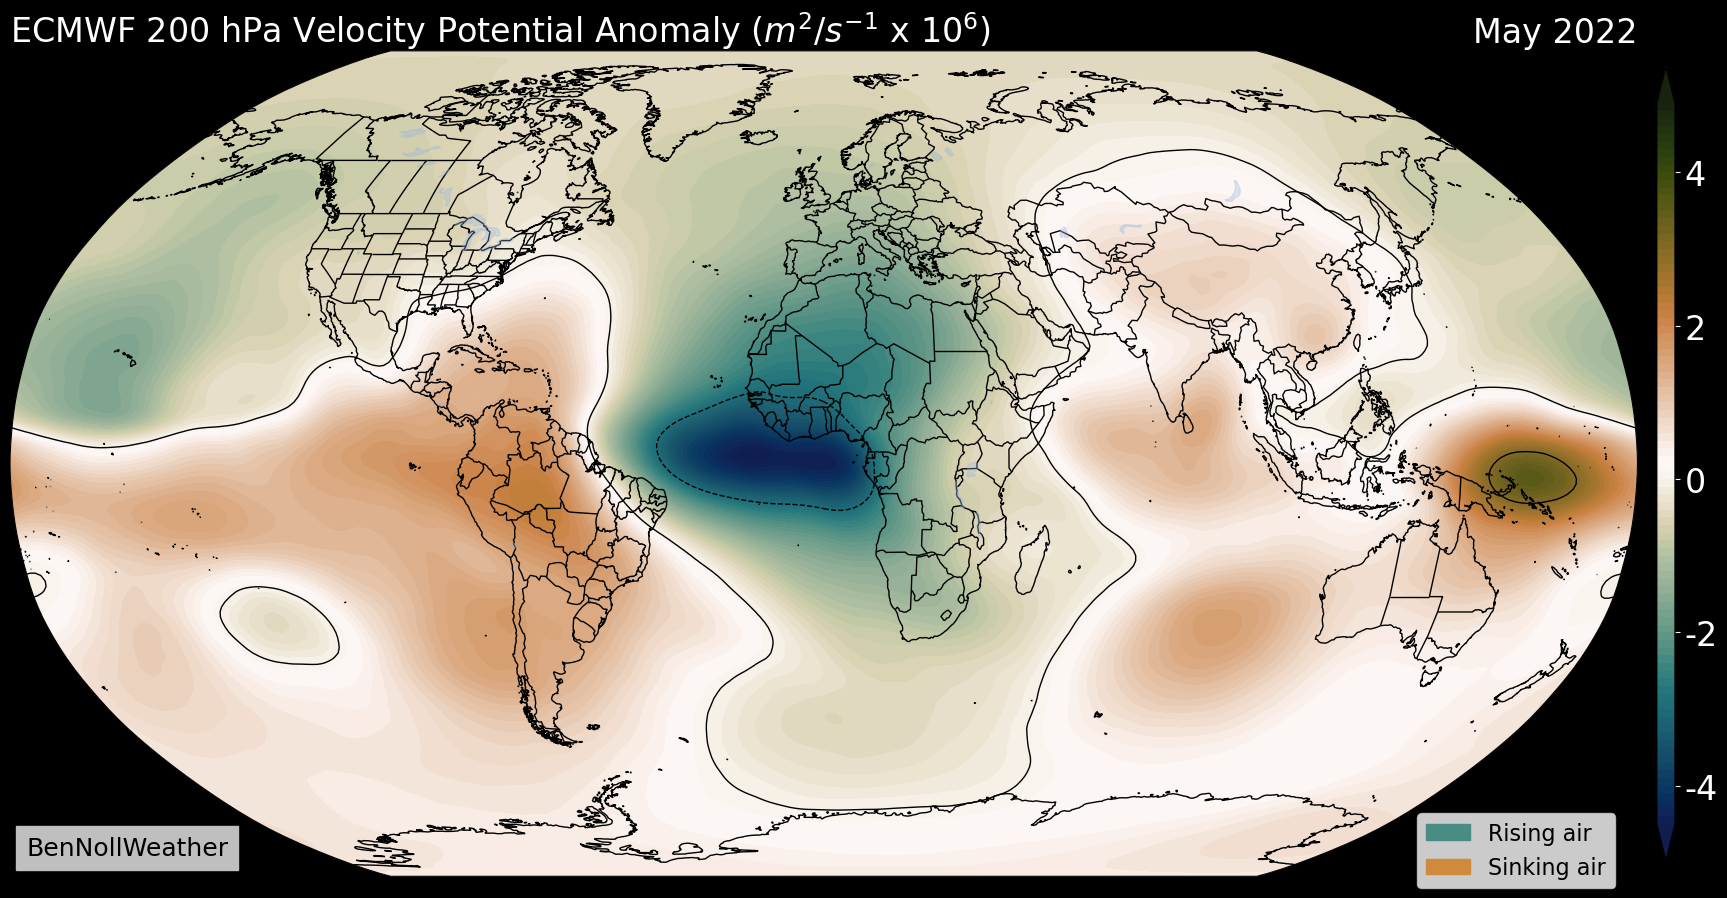 ECMWF 200 hPa Velocity Potential Anomaly (m²/s⁻¹ x 10⁶)
May 2022
4
2
0
-2
-4
BenNollWeather
Rising air
Sinking air